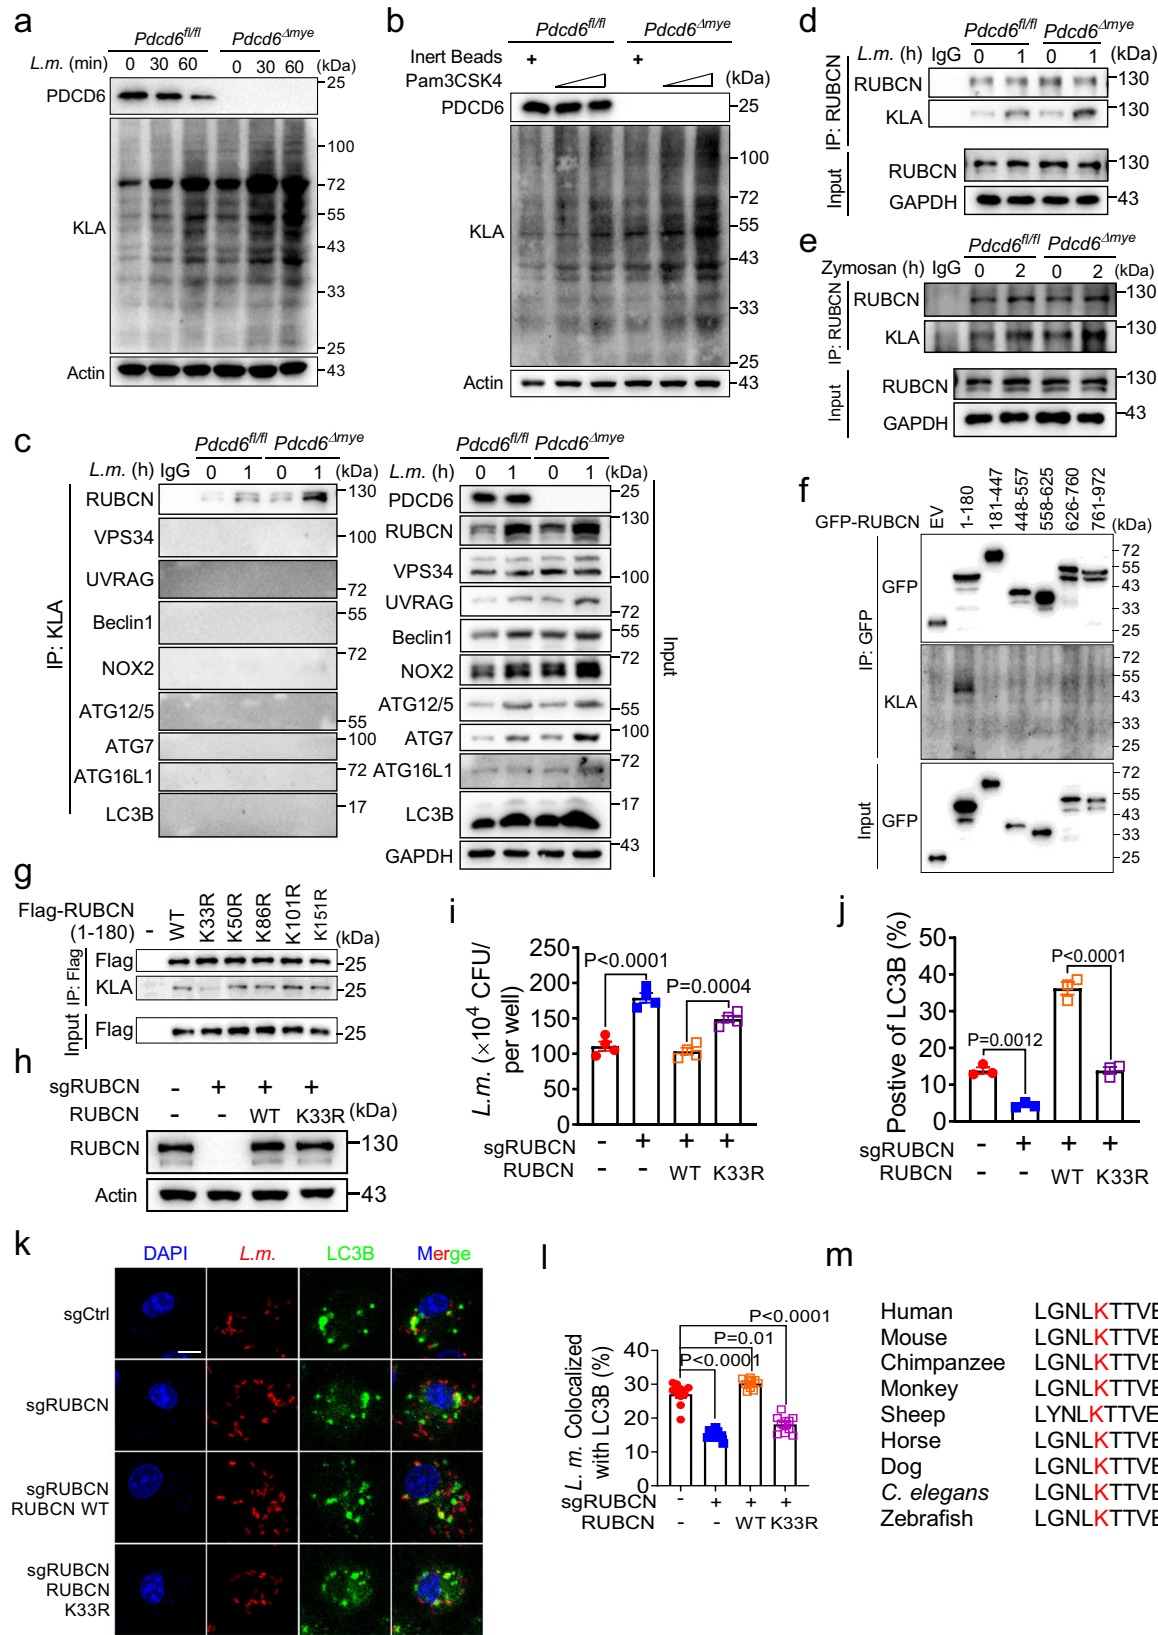 a
Pdcd6fl/fl Pdcd6Δmye
L.m. (min) 0 30 60 0 30 60 (kDa)
PDCD6
25
KLA
100
72
55
43
33
25
Actin
43
b
Pdcd6fl/fl Pdcd6Δmye
Inert Beads + +
Pam3CSK4 (kDa)
PDCD6
25
KLA
100
72
55
43
33
25
Actin
43
c
Pdcd6fl/fl Pdcd6Δmye
L.m. (h) IgG 0 1 0 1 (kDa)
IP: KLA
RUBCN 130
VPS34 100
UVRAG 72
Beclin1 55
NOX2 72
ATG12/5 55
ATG7 100
ATG16L1 72
LC3B 17
Pdcd6fl/fl Pdcd6Δmye
L.m. (h) 0 1 0 1 (kDa)
PDCD6 25
RUBCN 130
VPS34 100
UVRAG 72
Beclin1 55
NOX2 72
ATG12/5 55
ATG7 100
ATG16L1 72
LC3B 17
GAPDH 43
Input
d
Pdcd6fl/fl Pdcd6Δmye
L.m. (h) IgG 0 1 0 1 (kDa)
IP: RUBCN
RUBCN 130
KLA 130
Input
RUBCN 130
GAPDH 43
e
Pdcd6fl/fl Pdcd6Δmye
Zymosan (h) IgG 0 2 0 2 (kDa)
IP: RUBCN
RUBCN 130
KLA 130
Input
RUBCN 130
GAPDH 43
f
GFP-RUBCN EV 1-180 181-447 448-557 558-625 626-760 761-972 (kDa)
IP: GFP
GFP
72
55
43
33
25
KLA
72
55
43
33
25
Input
GFP
72
55
43
33
25
g
Flag-RUBCN
(1-180) - WT K33R K50R K86R K101R K151R (kDa)
IP: Flag
Flag 25
KLA 25
Input
Flag 25
h
sgRUBCN - + + +
RUBCN - - WT K33R (kDa)
RUBCN 130
Actin 43
i
L.m. (×10⁴ CFU/
per well)
250
200
150
100
50
0
P<0.0001
P=0.0004
sgRUBCN - + + +
RUBCN - - WT K33R
j
Postive of LC3B (%)
50
40
30
20
10
0
P=0.0012
P<0.0001
sgRUBCN - + + +
RUBCN - - WT K33R
k
DAPI L.m. LC3B Merge
sgCtrl
sgRUBCN
sgRUBCN
RUBCN WT
sgRUBCN
RUBCN
K33R
l
L. m. Colocalized
with LC3B (%)
40
30
20
10
0
P<0.0001
P=0.01
P<0.0001
sgRUBCN - + + +
RUBCN - - WT K33R
m
Human LGNLKTTVE
Mouse LGNLKTTVE
Chimpanzee LGNLKTTVE
Monkey LGNLKTTVE
Sheep LYNLKTTVE
Horse LGNLKTTVE
Dog LGNLKTTVE
C. elegans LGNLKTTVE
Zebrafish LGNLKTTVE